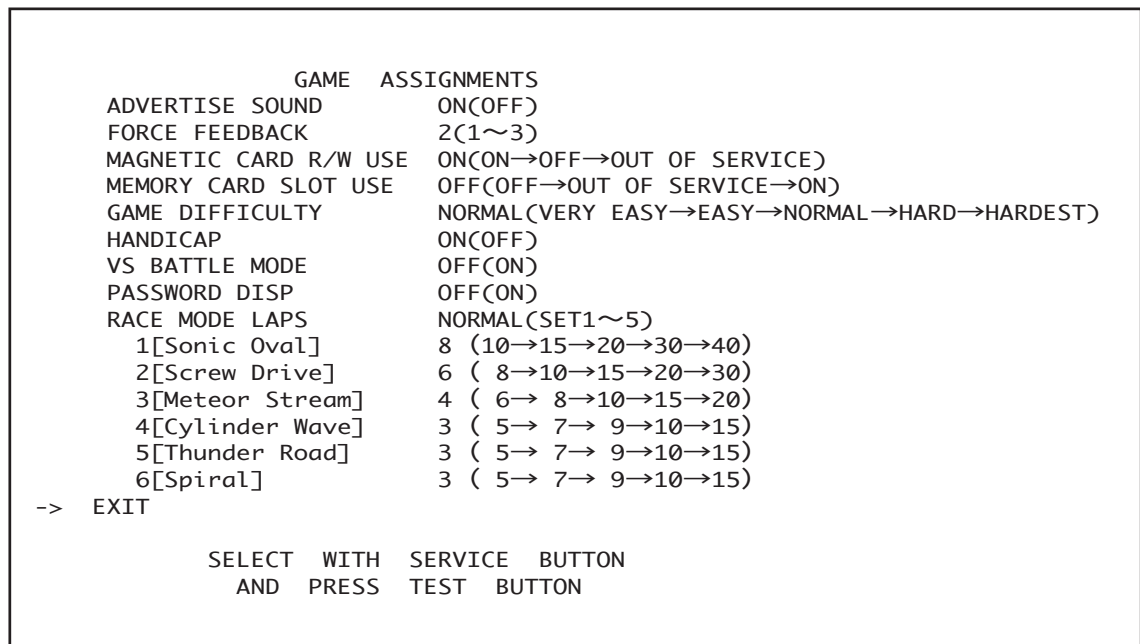 GAME ASSIGNMENTS
ADVERTISE SOUND ON(OFF)
FORCE FEEDBACK 2(1～3)
MAGNETIC CARD R/W USE ON(ON→OFF→OUT OF SERVICE)
MEMORY CARD SLOT USE OFF(OFF→OUT OF SERVICE→ON)
GAME DIFFICULTY NORMAL(VERY EASY→EASY→NORMAL→HARD→HARDEST)
HANDICAP ON(OFF)
VS BATTLE MODE OFF(ON)
PASSWORD DISP OFF(ON)
RACE MODE LAPS NORMAL(SET1～5)
1[Sonic Oval] 8 (10→15→20→30→40)
2[Screw Drive] 6 ( 8→10→15→20→30)
3[Meteor Stream] 4 ( 6→ 8→10→15→20)
4[Cylinder Wave] 3 ( 5→ 7→ 9→10→15)
5[Thunder Road] 3 ( 5→ 7→ 9→10→15)
6[Spiral] 3 ( 5→ 7→ 9→10→15)
-> EXIT
SELECT WITH SERVICE BUTTON
AND PRESS TEST BUTTON